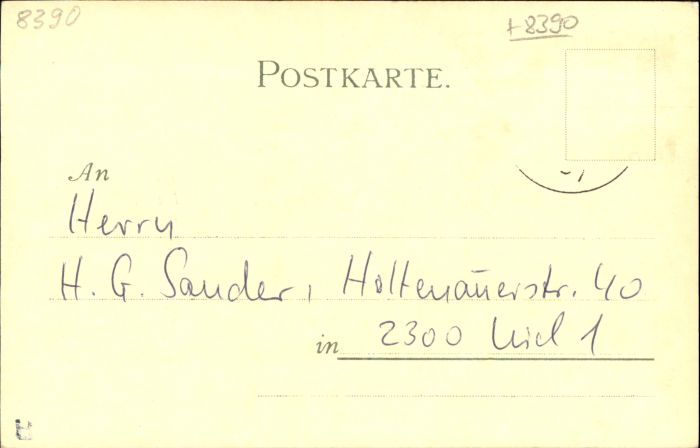 8390
+8390
POSTKARTE.
An
Herrn
H. G. Sander, Holtenauerstr. 40
in 2300 Kiel 1